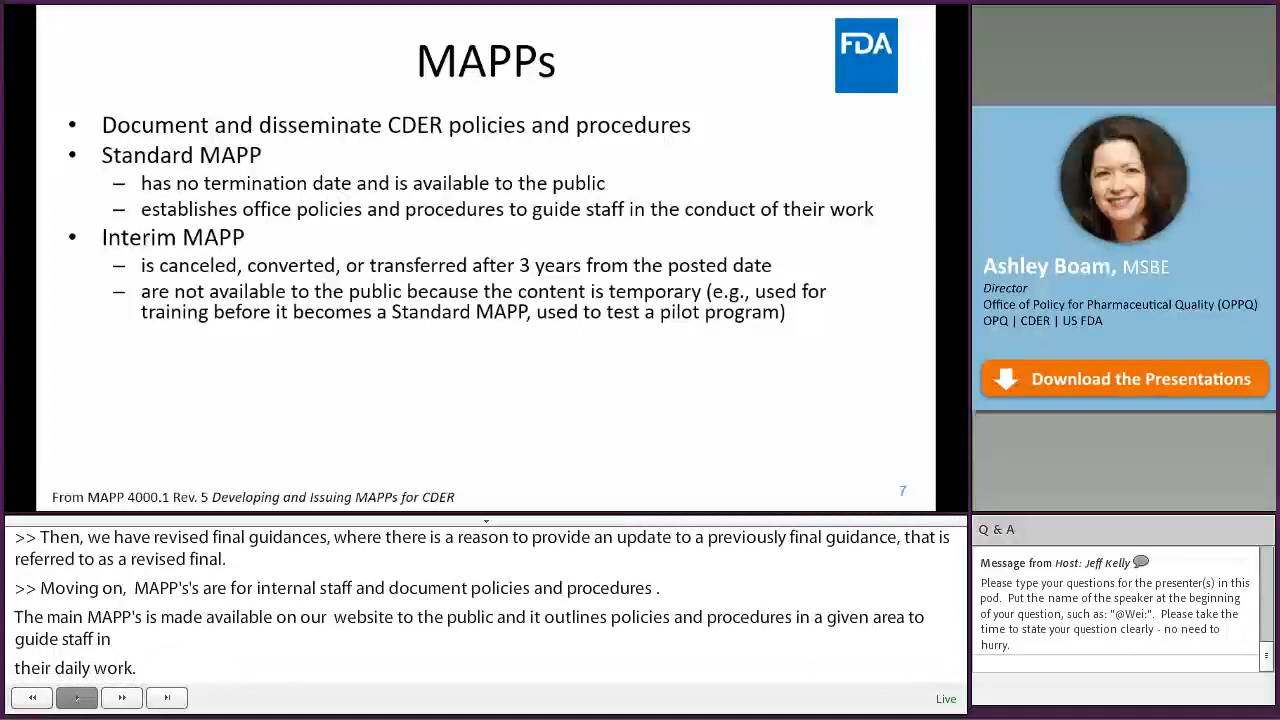 MAPPs
FDA
• Document and disseminate CDER policies and procedures
• Standard MAPP
– has no termination date and is available to the public
– establishes office policies and procedures to guide staff in the conduct of their work
• Interim MAPP
– is canceled, converted, or transferred after 3 years from the posted date
– are not available to the public because the content is temporary (e.g., used for
training before it becomes a Standard MAPP, used to test a pilot program)
From MAPP 4000.1 Rev. 5 Developing and Issuing MAPPs for CDER
7
Ashley Boam, MSBE
Director
Office of Policy for Pharmaceutical Quality (OPPQ)
OPQ | CDER | US FDA
Download the Presentations
>> Then, we have revised final guidances, where there is a reason to provide an update to a previously final guidance, that is
referred to as a revised final.
>> Moving on, MAPP's's are for internal staff and document policies and procedures .
The main MAPP's is made available on our website to the public and it outlines policies and procedures in a given area to
guide staff in
their daily work.
Live
Q & A
Message from Host: Jeff Kelly
Please type your questions for the presenter(s) in this
pod. Put the name of the speaker at the beginning
of your question, such as: "@Wei:". Please take the
time to state your question clearly - no need to
hurry.